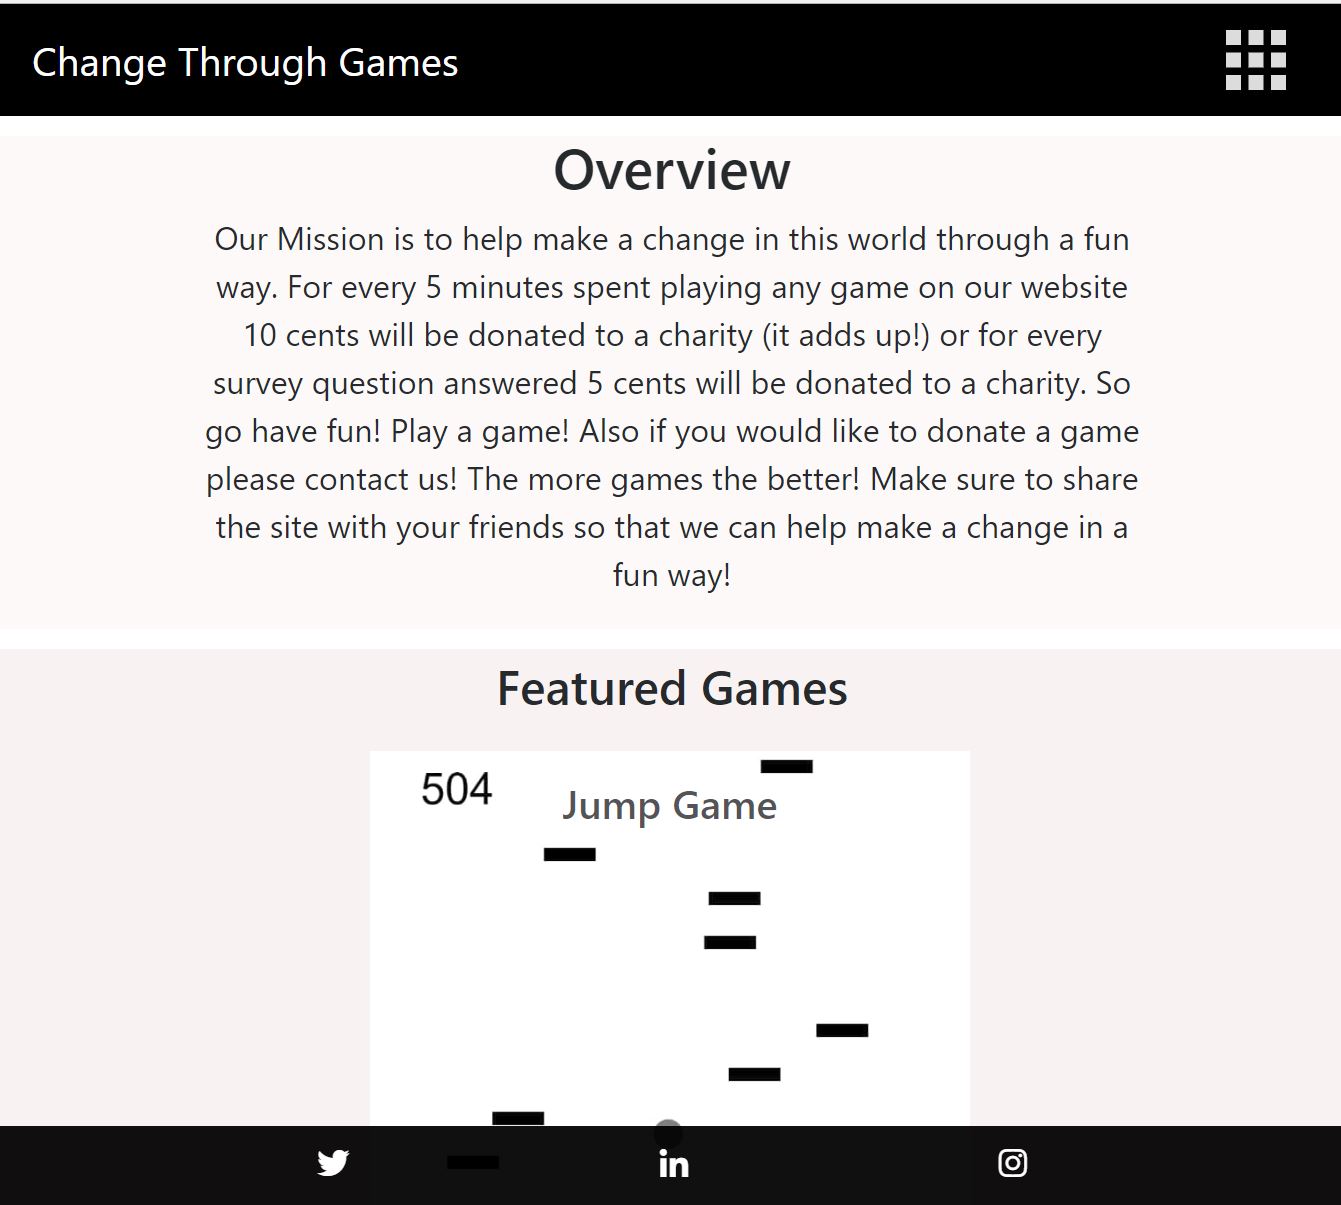 Change Through Games
Overview
Our Mission is to help make a change in this world through a fun
way. For every 5 minutes spent playing any game on our website
10 cents will be donated to a charity (it adds up!) or for every
survey question answered 5 cents will be donated to a charity. So
go have fun! Play a game! Also if you would like to donate a game
please contact us! The more games the better! Make sure to share
the site with your friends so that we can help make a change in a
fun way!
Featured Games
504
Jump Game
in